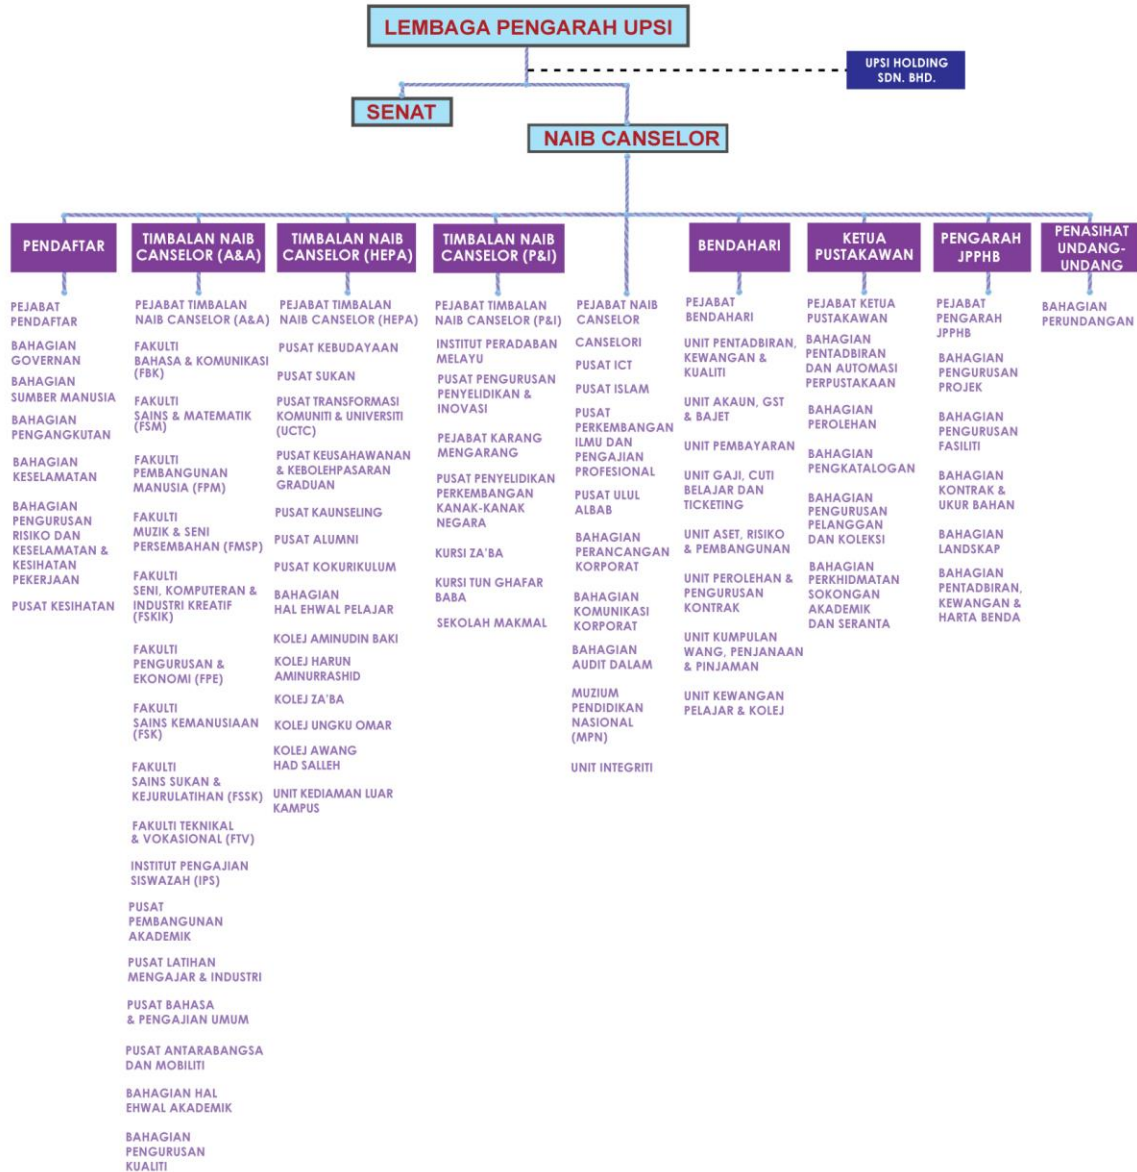 LEMBAGA PENGARAH UPSI
UPSI HOLDING
SDN. BHD.
SENAT
NAIB CANSELOR
PENDAFTAR
PEJABAT
PENDAFTAR
BAHAGIAN
GOVERNAN
BAHAGIAN
SUMBER MANUSIA
BAHAGIAN
PENGANGKUTAN
BAHAGIAN
KESELAMATAN
BAHAGIAN
PENGURUSAN
RISIKO DAN
KESELAMATAN &
KESIHATAN
PEKERJAAN
PUSAT KESIHATAN
TIMBALAN NAIB
CANSELOR (A&A)
PEJABAT TIMBALAN
NAIB CANSELOR (A&A)
FAKULTI
BAHASA & KOMUNIKASI
(FBK)
FAKULTI
SAINS & MATEMATIK
(FSM)
FAKULTI
PEMBANGUNAN
MANUSIA (FPM)
FAKULTI
MUZIK & SENI
PERSEMBAHAN (FMSP)
FAKULTI
SENI, KOMPUTERAN &
INDUSTRI KREATIF
(FSKIK)
FAKULTI
PENGURUSAN &
EKONOMI (FPE)
FAKULTI
SAINS KEMANUSIAAN
(FSK)
FAKULTI
SAINS SUKAN &
KEJURULATIHAN (FSSK)
FAKULTI TEKNIKAL
& VOKASIONAL (FTV)
INSTITUT PENGAJIAN
SISWAZAH (IPS)
PUSAT
PEMBANGUNAN
AKADEMIK
PUSAT LATIHAN
MENGAJAR & INDUSTRI
PUSAT BAHASA
& PENGAJIAN UMUM
PUSAT ANTARABANGSA
DAN MOBILITI
BAHAGIAN HAL
EHWAL AKADEMIK
BAHAGIAN
PENGURUSAN
KUALITI
TIMBALAN NAIB
CANSELOR (HEPA)
PEJABAT TIMBALAN
NAIB CANSELOR (HEPA)
PUSAT KEBUDAYAAN
PUSAT SUKAN
PUSAT TRANSFORMASI
KOMUNITI & UNIVERSITI
(UCTC)
PUSAT KEUSAHAWANAN
& KEBOLEHPASARAN
GRADUAN
PUSAT KAUNSELING
PUSAT ALUMNI
PUSAT KOKURIKULUM
BAHAGIAN
HAL EHWAL PELAJAR
KOLEJ AMINUDIN BAKI
KOLEJ HARUN
AMINURRASHID
KOLEJ ZA'BA
KOLEJ UNGKU OMAR
KOLEJ AWANG
HAD SALLEH
UNIT KEDIAMAN LUAR
KAMPUS
TIMBALAN NAIB
CANSELOR (P&I)
PEJABAT TIMBALAN
NAIB CANSELOR (P&I)
INSTITUT PERADABAN
MELAYU
PUSAT PENGURUSAN
PENYELIDIKAN &
INOVASI
PEJABAT KARANG
MENGARANG
PUSAT PENYELIDIKAN
PERKEMBANGAN
KANAK-KANAK
NEGARA
KURSI ZA'BA
KURSI TUN GHAFAR
BABA
SEKOLAH MAKMAL
PEJABAT NAIB
CANSELOR
CANSELORI
PUSAT ICT
PUSAT ISLAM
PUSAT
PERKEMBANGAN
ILMU DAN
PENGAJIAN
PROFESIONAL
PUSAT ULUL
ALBAB
BAHAGIAN
PERANCANGAN
KORPORAT
BAHAGIAN
KOMUNIKASI
KORPORAT
BAHAGIAN
AUDIT DALAM
MUZIUM
PENDIDIKAN
NASIONAL
(MPN)
UNIT INTEGRITI
BENDAHARI
PEJABAT
BENDAHARI
UNIT PENTADBIRAN,
KEWANGAN &
KUALITI
UNIT AKAUN, GST
& BAJET
UNIT PEMBAYARAN
UNIT GAJI, CUTI
BELAJAR DAN
TICKETING
UNIT ASET, RISIKO
& PEMBANGUNAN
UNIT PEROLEHAN &
PENGURUSAN
KONTRAK
UNIT KUMPULAN
WANG, PENJANAAN
& PINJAMAN
UNIT KEWANGAN
PELAJAR & KOLEJ
KETUA
PUSTAKAWAN
PEJABAT KETUA
PUSTAKAWAN
BAHAGIAN
PENTADBIRAN
DAN AUTOMASI
PERPUSTAKAAN
BAHAGIAN
PEROLEHAN
BAHAGIAN
PENGKATALOGAN
BAHAGIAN
PENGURUSAN
PELANGGAN
DAN KOLEKSI
BAHAGIAN
PERKHIDMATAN
SOKONGAN
AKADEMIK
DAN SERANTA
PENGARAH
JPPHB
PEJABAT
PENGARAH
JPPHB
BAHAGIAN
PENGURUSAN
PROJEK
BAHAGIAN
PENGURUSAN
FASILITI
BAHAGIAN
KONTRAK &
UKUR BAHAN
BAHAGIAN
LANDSKAP
BAHAGIAN
PENTADBIRAN,
KEWANGAN &
HARTA BENDA
PENASIHAT
UNDANG-
UNDANG
BAHAGIAN
PERUNDANGAN